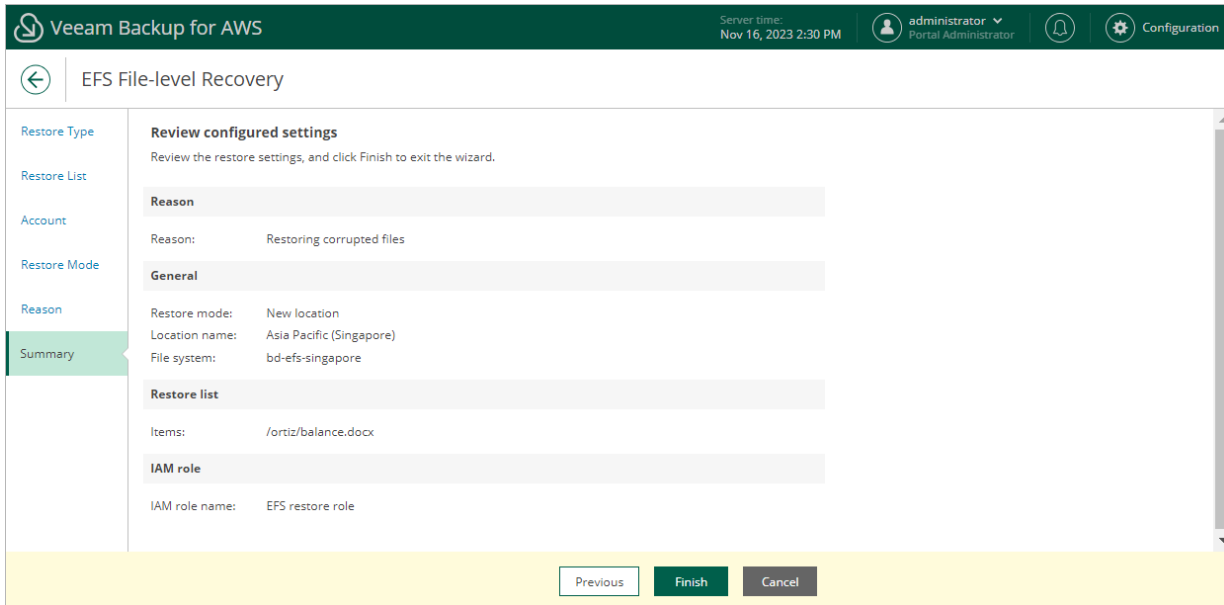 Veeam Backup for AWS
Server time:
Nov 16, 2023 2:30 PM
administrator
Portal Administrator
Configuration
EFS File-level Recovery
Restore Type
Restore List
Account
Restore Mode
Reason
Summary
Review configured settings
Review the restore settings, and click Finish to exit the wizard.
Reason
Reason: Restoring corrupted files
General
Restore mode: New location
Location name: Asia Pacific (Singapore)
File system: bd-efs-singapore
Restore list
Items: /ortiz/balance.docx
IAM role
IAM role name: EFS restore role
Previous Finish Cancel